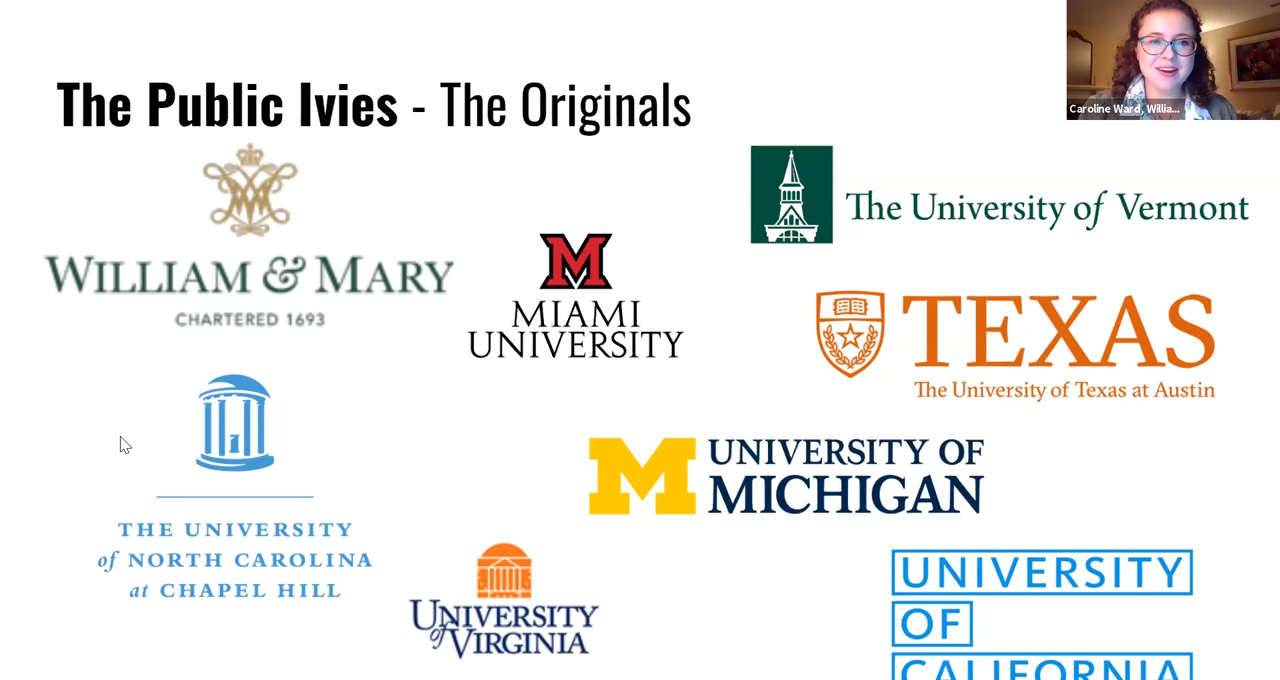 The Public Ivies - The Originals
Caroline Ward, Willia...
WILLIAM & MARY
CHARTERED 1693
M
MIAMI
UNIVERSITY
The University of Vermont
TEXAS
The University of Texas at Austin
THE UNIVERSITY
of NORTH CAROLINA
at CHAPEL HILL
M
UNIVERSITY OF
MICHIGAN
UNIVERSITY
of VIRGINIA
UNIVERSITY
OF
CALIFORNIA